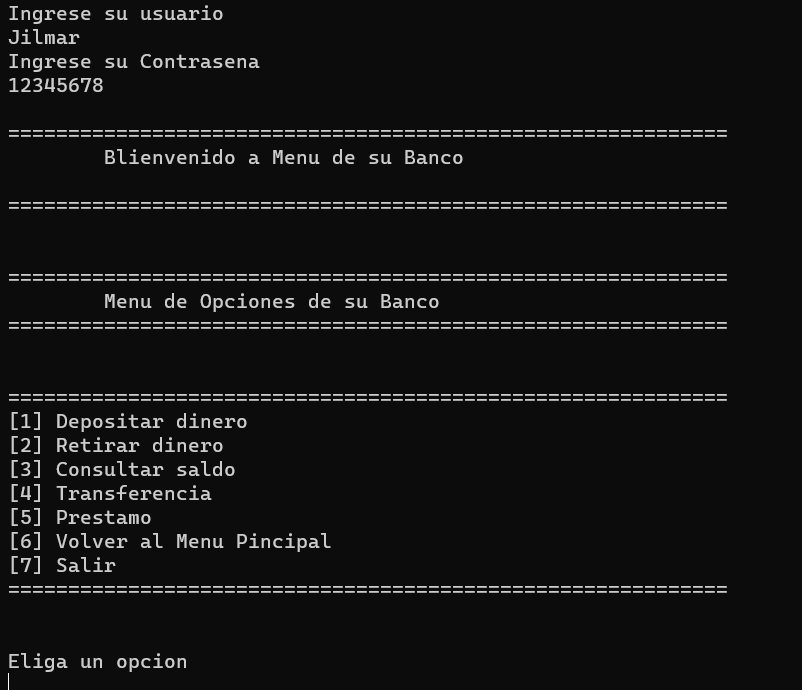 Ingrese su usuario
Jilmar
Ingrese su Contrasena
12345678
============================================================
Blienvenido a Menu de su Banco
============================================================
============================================================
Menu de Opciones de su Banco
============================================================
============================================================
[1] Depositar dinero
[2] Retirar dinero
[3] Consultar saldo
[4] Transferencia
[5] Prestamo
[6] Volver al Menu Pincipal
[7] Salir
============================================================
Eliga un opcion